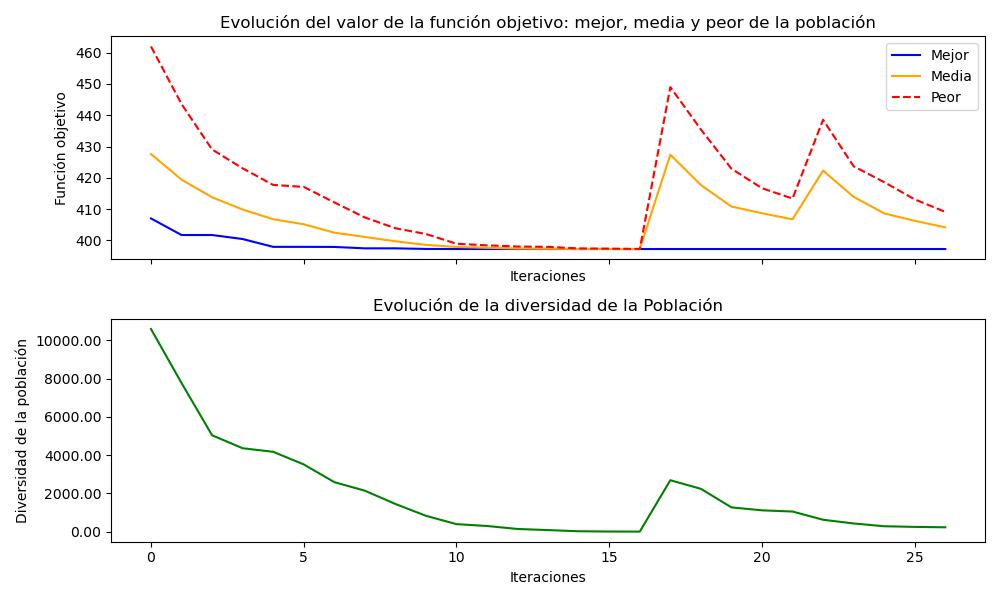 Evolución del valor de la función objetivo: mejor, media y peor de la población
460
450
440
430
420
410
400
Función objetivo
Mejor
Media
Peor
Iteraciones
Evolución de la diversidad de la Población
10000.00
8000.00
6000.00
4000.00
2000.00
0.00
Diversidad de la población
0 5 10 15 20 25
Iteraciones